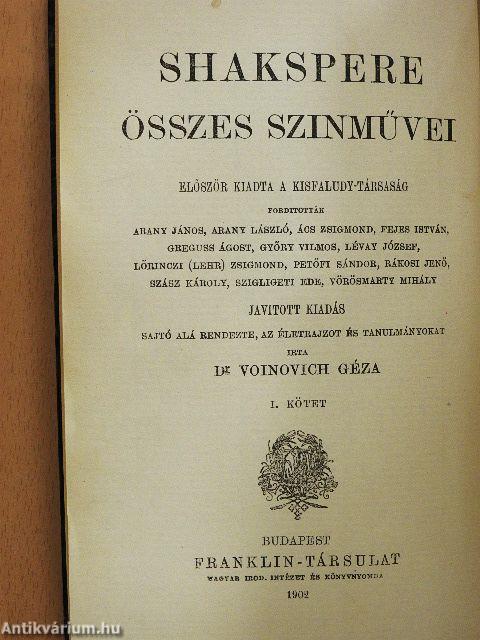 SHAKSPERE
ÖSSZES SZINMŰVEI
ELŐSZÖR KIADTA A KISFALUDY-TÁRSASÁG
FORDITOTTÁK
ARANY JÁNOS, ARANY LÁSZLÓ, ÁCS ZSIGMOND, FEJES ISTVÁN,
GREGUSS ÁGOST, GYŐRY VILMOS, LÉVAY JÓZSEF,
LŐRINCZI (LEHR) ZSIGMOND, PETŐFI SÁNDOR, RÁKOSI JENŐ,
SZÁSZ KÁROLY, SZIGLIGETI EDE, VÖRÖSMARTY MIHÁLY
JAVITOTT KIADÁS
SAJTÓ ALÁ RENDEZTE, AZ ÉLETRAJZOT ÉS TANULMÁNYOKAT
IRTA
DR VOINOVICH GÉZA
I. KÖTET
BUDAPEST
FRANKLIN-TÁRSULAT
MAGYAR IROD. INTÉZET ÉS KÖNYVNYOMDA
1902
Antikvárium.hu